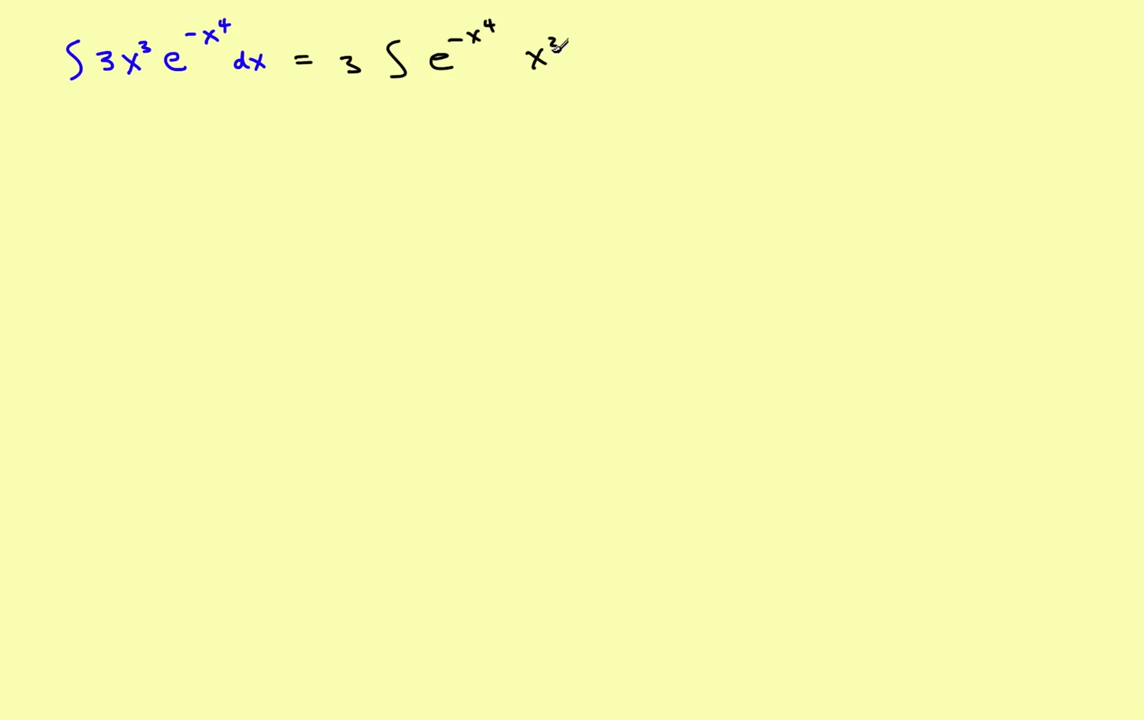 ∫ 3x³ e^{-x⁴} dx = 3 ∫ e^{-x⁴} x³